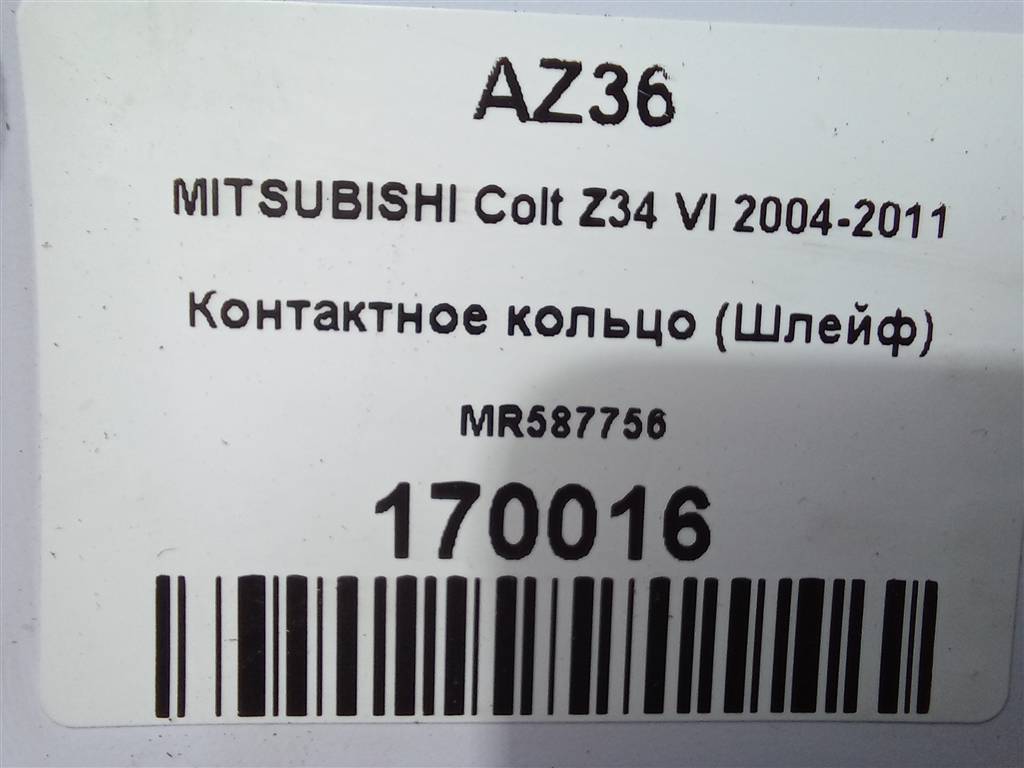 AZ36
MITSUBISHI Colt Z34 VI 2004-2011
Контактное кольцо (Шлейф)
MR587756
170016